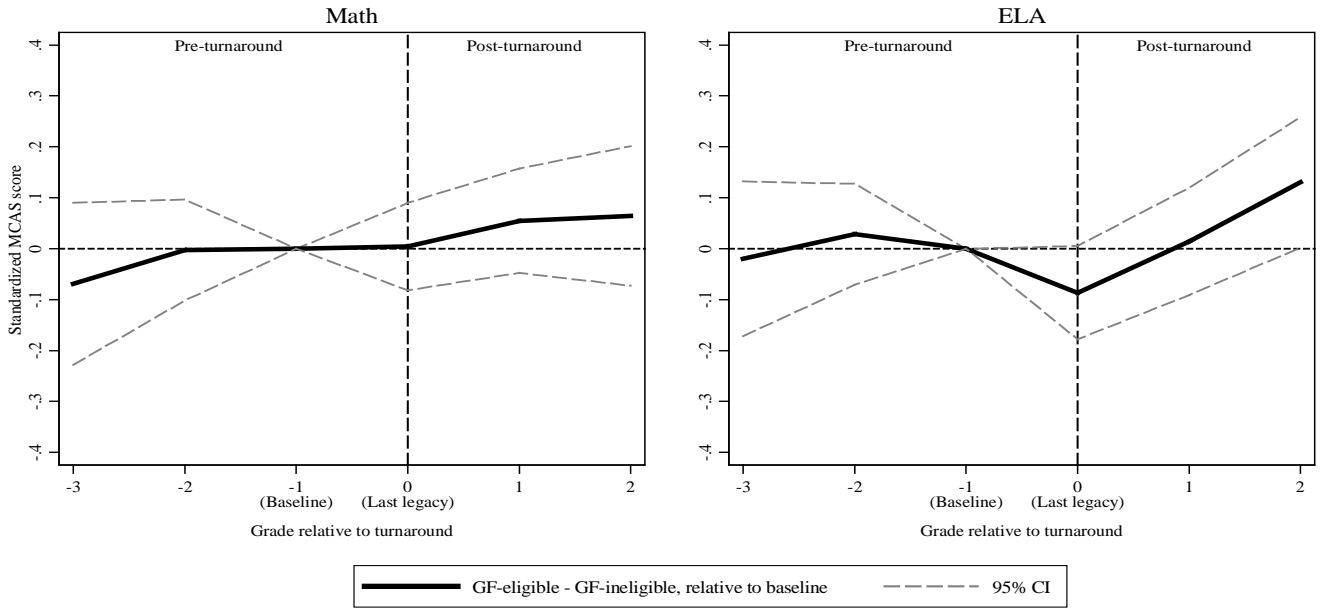 Math
Pre-turnaround
Post-turnaround
Standardized MCAS score
.4
.3
.2
.1
0
-.1
-.2
-.3
-.4
-3
-2
-1
0
1
2
(Baseline)
(Last legacy)
Grade relative to turnaround
ELA
Pre-turnaround
Post-turnaround
.4
.3
.2
.1
0
-.1
-.2
-.3
-.4
-3
-2
-1
0
1
2
(Baseline)
(Last legacy)
Grade relative to turnaround
GF-eligible - GF-ineligible, relative to baseline
95% CI